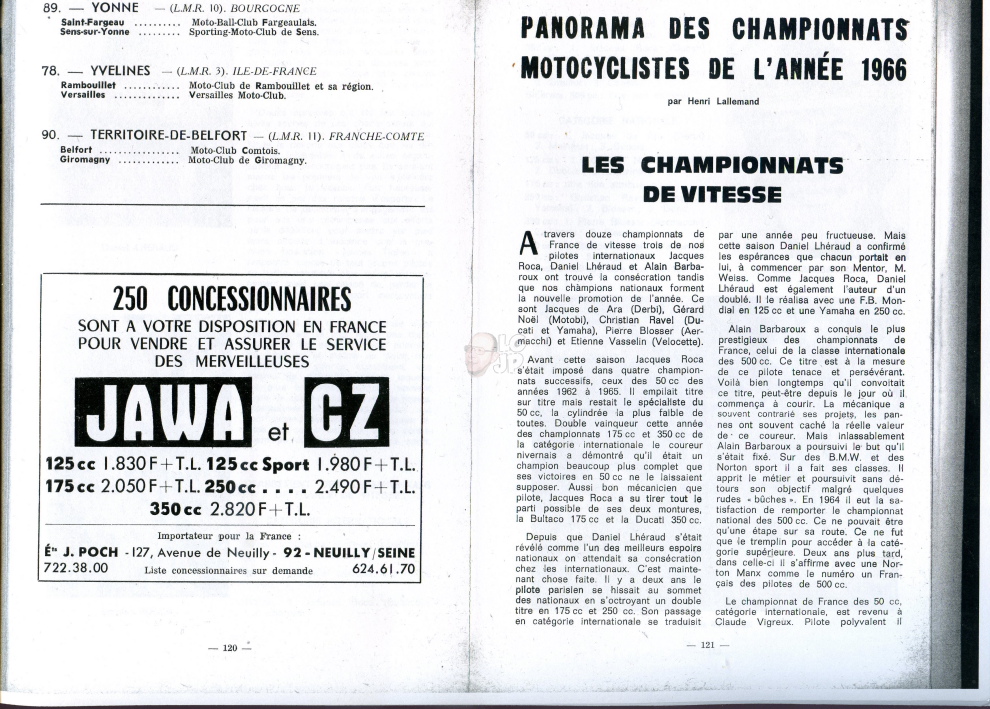 89. — YONNE — (L.M.R. 10). BOURGOGNE
Saint-Fargeau .......... Moto-Ball-Club Fargeaulais.
Sens-sur-Yonne ......... Sporting-Moto-Club de Sens.
78. — YVELINES — (L.M.R. 3). ILE-DE-FRANCE
Rambouillet ............ Moto-Club de Rambouillet et sa région.
Versailles ............. Versailles Moto-Club.
90. — TERRITOIRE-DE-BELFORT — (L.M.R. 11). FRANCHE-COMTE
Belfort ................ Moto-Club Comtois.
Giromagny ............ Moto-Club de Giromagny.
250 CONCESSIONNAIRES
SONT A VOTRE DISPOSITION EN FRANCE
POUR VENDRE ET ASSURER LE SERVICE
DES MERVEILLEUSES
JAWA et CZ
125 cc 1.830 F + T.L. 125 cc Sport 1.980 F + T.L.
175 cc 2.050 F + T.L. 250 cc .... 2.490 F + T.L.
350 cc 2.820 F + T.L.
Importateur pour la France :
Éts J. POCH - 127, Avenue de Neuilly - 92 - NEUILLY/SEINE
722.38.00 Liste concessionnaires sur demande 624.61.70
— 120 —
PANORAMA DES CHAMPIONNATS
MOTOCYCLISTES DE L'ANNÉE 1966
par Henri Lallemand
LES CHAMPIONNATS
DE VITESSE
A travers douze championnats de
France de vitesse trois de nos
pilotes internationaux Jacques
Roca, Daniel Lhéraud et Alain Barba-
roux ont trouvé la consécration tandis
que nos champions nationaux forment
la nouvelle promotion de l'année. Ce
sont Jacques de Ara (Derbi), Gérard
Noël (Motobi), Christian Ravel (Du-
cati et Yamaha), Pierre Blosser (Aer-
macchi) et Etienne Vasselin (Velocette).
Avant cette saison Jacques Roca
s'était imposé dans quatre champion-
nats successifs, ceux des 50 cc des
années 1962 à 1965. Il empilait titre
sur titre mais restait le spécialiste du
50 cc, la cylindrée la plus faible de
toutes. Double vainqueur cette année
des championnats 175 cc et 350 cc de
la catégorie internationale le coureur
nivernais a démontré qu'il était un
champion beaucoup plus complet que
ses victoires en 50 cc ne le laissaient
supposer. Aussi bon mécanicien que
pilote, Jacques Roca a su tirer tout le
parti possible de ses deux montures,
la Bultaco 175 cc et la Ducati 350 cc.
Depuis que Daniel Lhéraud s'était
révélé comme l'un des meilleurs espoirs
nationaux on attendait sa consécration
chez les internationaux. C'est mainte-
nant chose faite. Il y a deux ans le
pilote parisien se hissait au sommet
des nationaux en s'octroyant un double
titre en 175 cc et 250 cc. Son passage
en catégorie internationale se traduisit
par une année peu fructueuse. Mais
cette saison Daniel Lhéraud a confirmé
les espérances que chacun portait en
lui, à commencer par son Mentor, M.
Weiss. Comme Jacques Roca, Daniel
Lhéraud est également l'auteur d'un
doublé. Il le réalisa avec une F.B. Mon-
dial en 125 cc et une Yamaha en 250 cc.
Alain Barbaroux a conquis le plus
prestigieux des championnats de
France, celui de la classe internationale
des 500 cc. Ce titre est à la mesure
de ce pilote tenace et persévérant.
Voilà bien longtemps qu'il convoitait
ce titre, peut-être depuis le jour où il
commença à courir. La mécanique a
souvent contrarié ses projets, les pan-
nes ont souvent caché la réelle valeur
de ce coureur. Mais inlassablement
Alain Barbaroux a poursuivi le but qu'il
s'était fixé. Sur des B.M.W. et des
Norton sport il a fait ses classes. Il
apprit le métier et poursuivit sans dé-
tours son objectif malgré quelques
rudes « bûches ». En 1964 il eut la sa-
tisfaction de remporter le championnat
national des 500 cc. Ce ne pouvait être
qu'une étape sur sa route. Ce ne fut
que le tremplin pour accéder à la caté-
gorie supérieure. Deux ans plus tard,
dans celle-ci il s'affirme avec une Nor-
ton Manx comme le numéro un Fran-
çais des pilotes de 500 cc.
Le championnat de France des 50 cc,
catégorie internationale, est revenu à
Claude Vigreux. Pilote polyvalent il
— 121 —
LC
JP